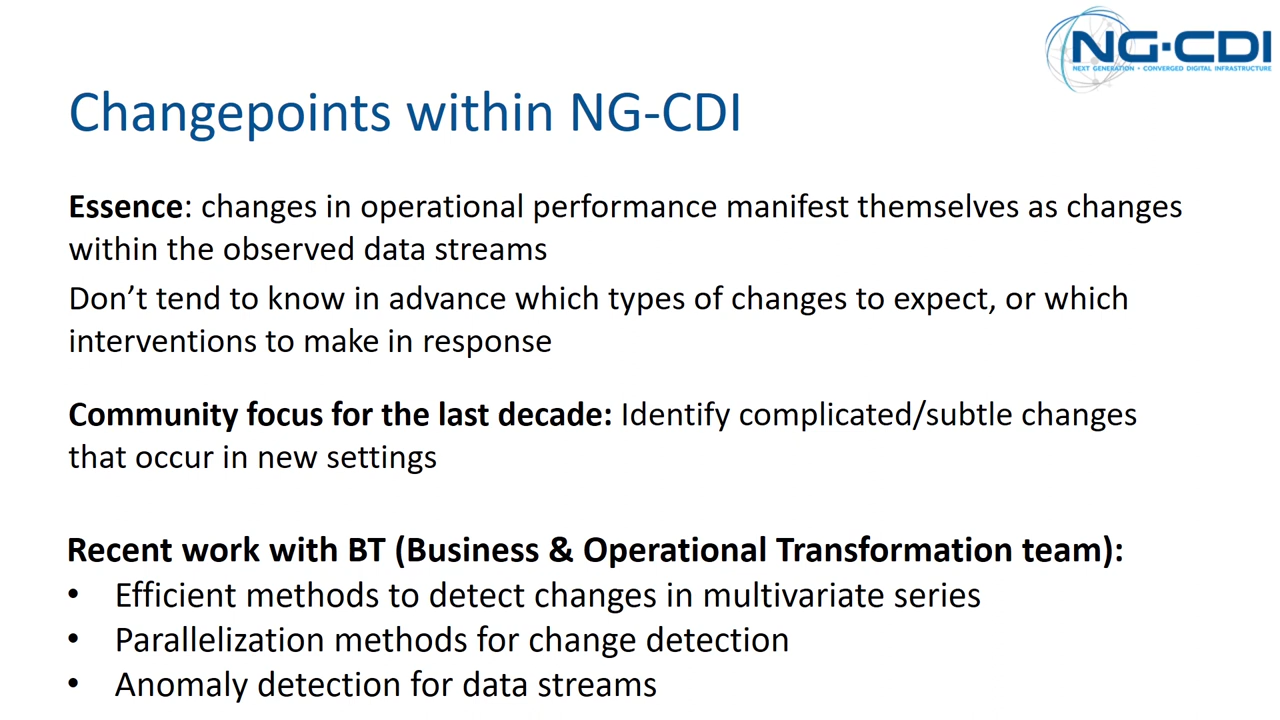 NG-CDI
NEXT GENERATION • CONVERGED DIGITAL INFRASTRUCTURE
Changepoints within NG-CDI
Essence: changes in operational performance manifest themselves as changes
within the observed data streams
Don’t tend to know in advance which types of changes to expect, or which
interventions to make in response
Community focus for the last decade: Identify complicated/subtle changes
that occur in new settings
Recent work with BT (Business & Operational Transformation team):
• Efficient methods to detect changes in multivariate series
• Parallelization methods for change detection
• Anomaly detection for data streams